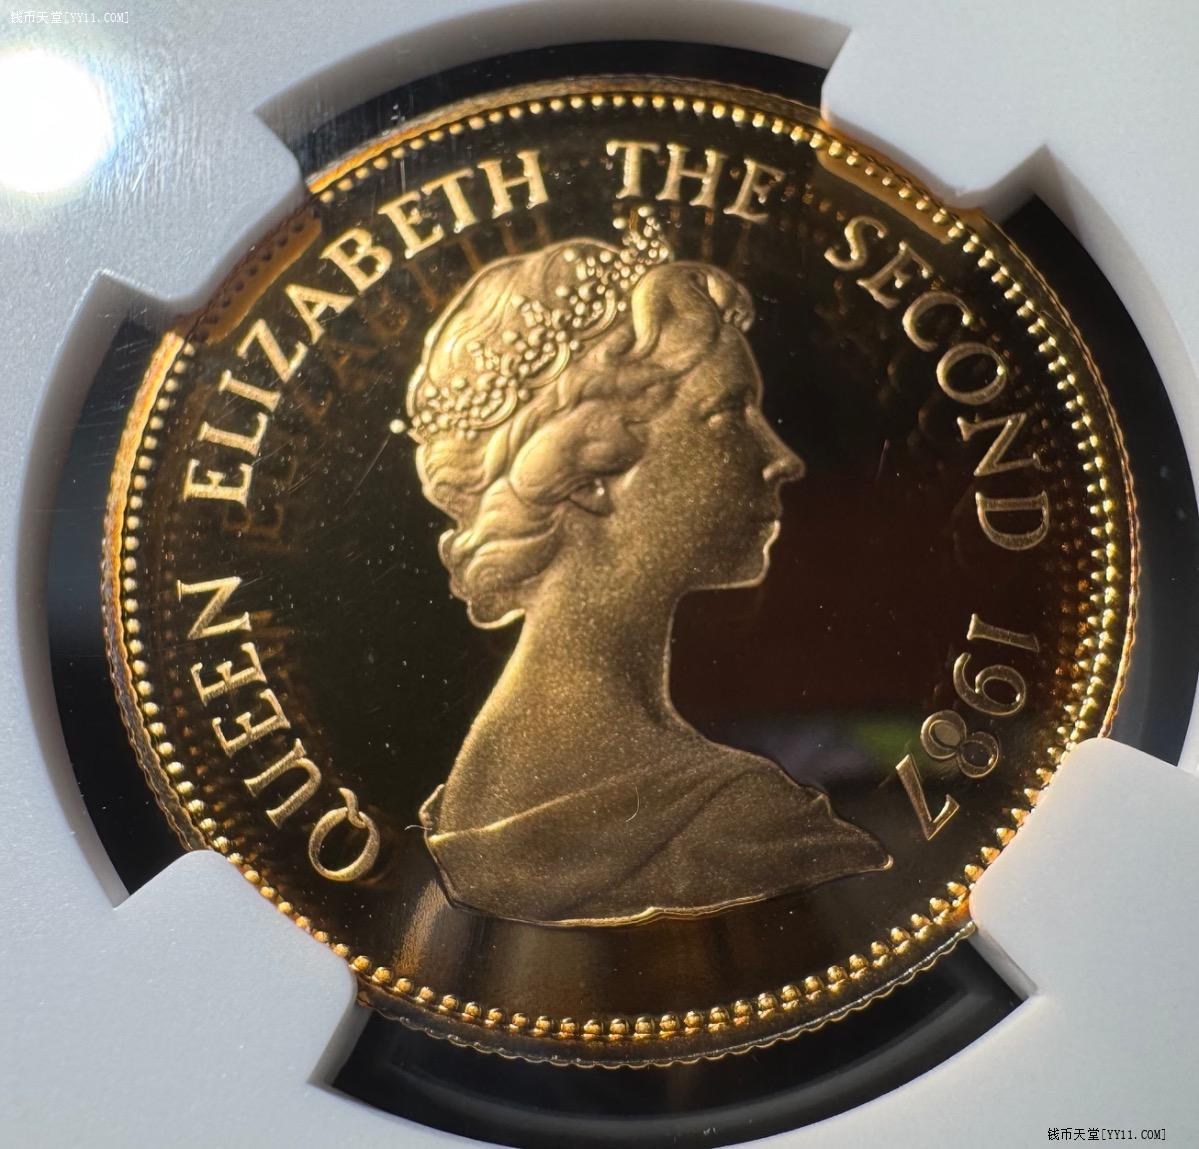 钱币天堂[YY11.COM]
QUEEN ELIZABETH THE SECOND 1987
钱币天堂[YY11.COM]